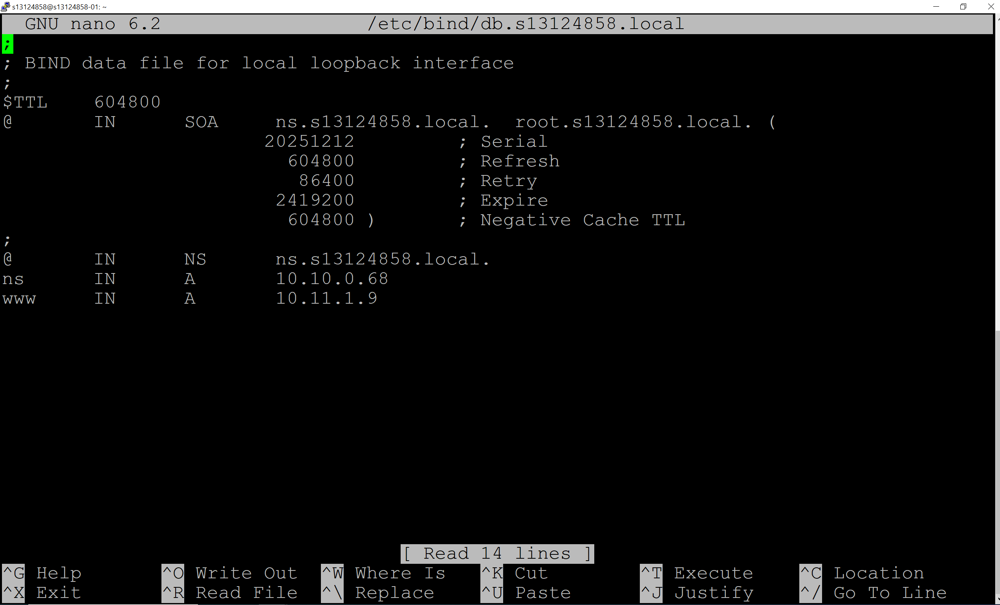 s13124858@s13124858-01: ~
GNU nano 6.2 /etc/bind/db.s13124858.local
;
; BIND data file for local loopback interface
;
$TTL 604800
@ IN SOA ns.s13124858.local. root.s13124858.local. (
20251212 ; Serial
604800 ; Refresh
86400 ; Retry
2419200 ; Expire
604800 ) ; Negative Cache TTL
;
@ IN NS ns.s13124858.local.
ns IN A 10.10.0.68
www IN A 10.11.1.9
[ Read 14 lines ]
^G Help ^O Write Out ^W Where Is ^K Cut ^T Execute ^C Location
^X Exit ^R Read File ^\ Replace ^U Paste ^J Justify ^/ Go To Line